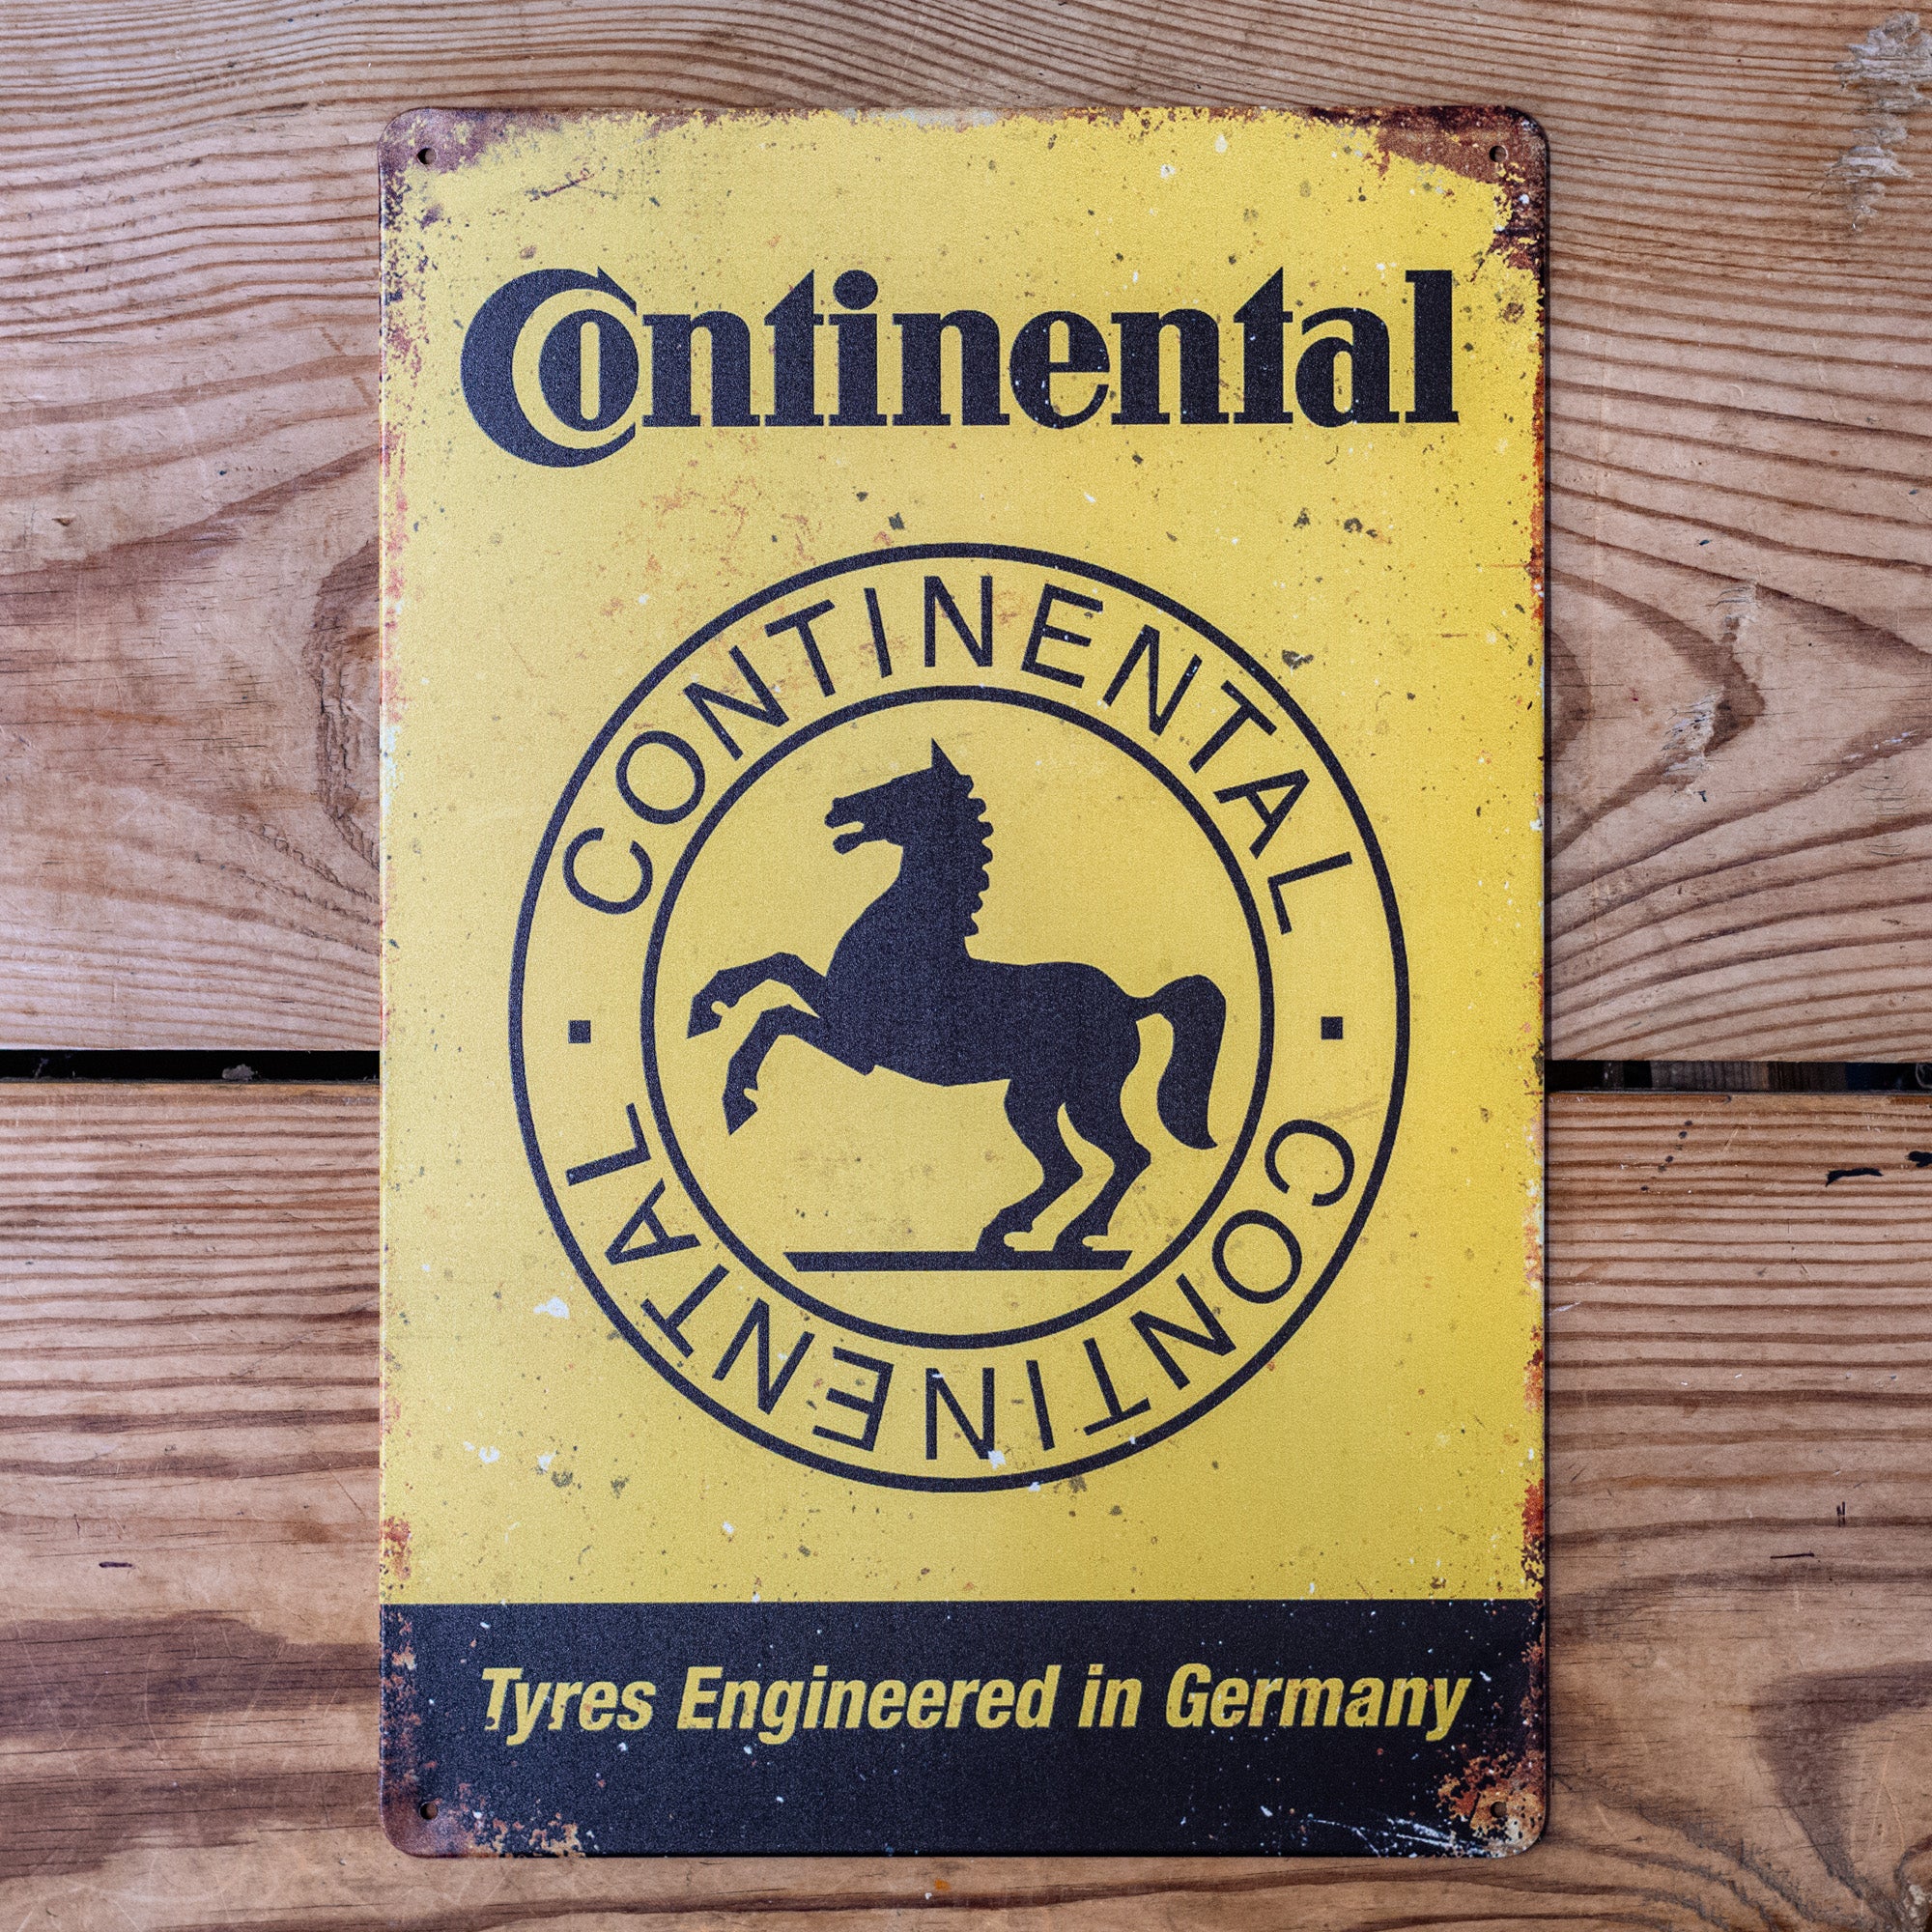 Continental
CONTINENTAL · CONTINENTAL ·
Tyres Engineered in Germany